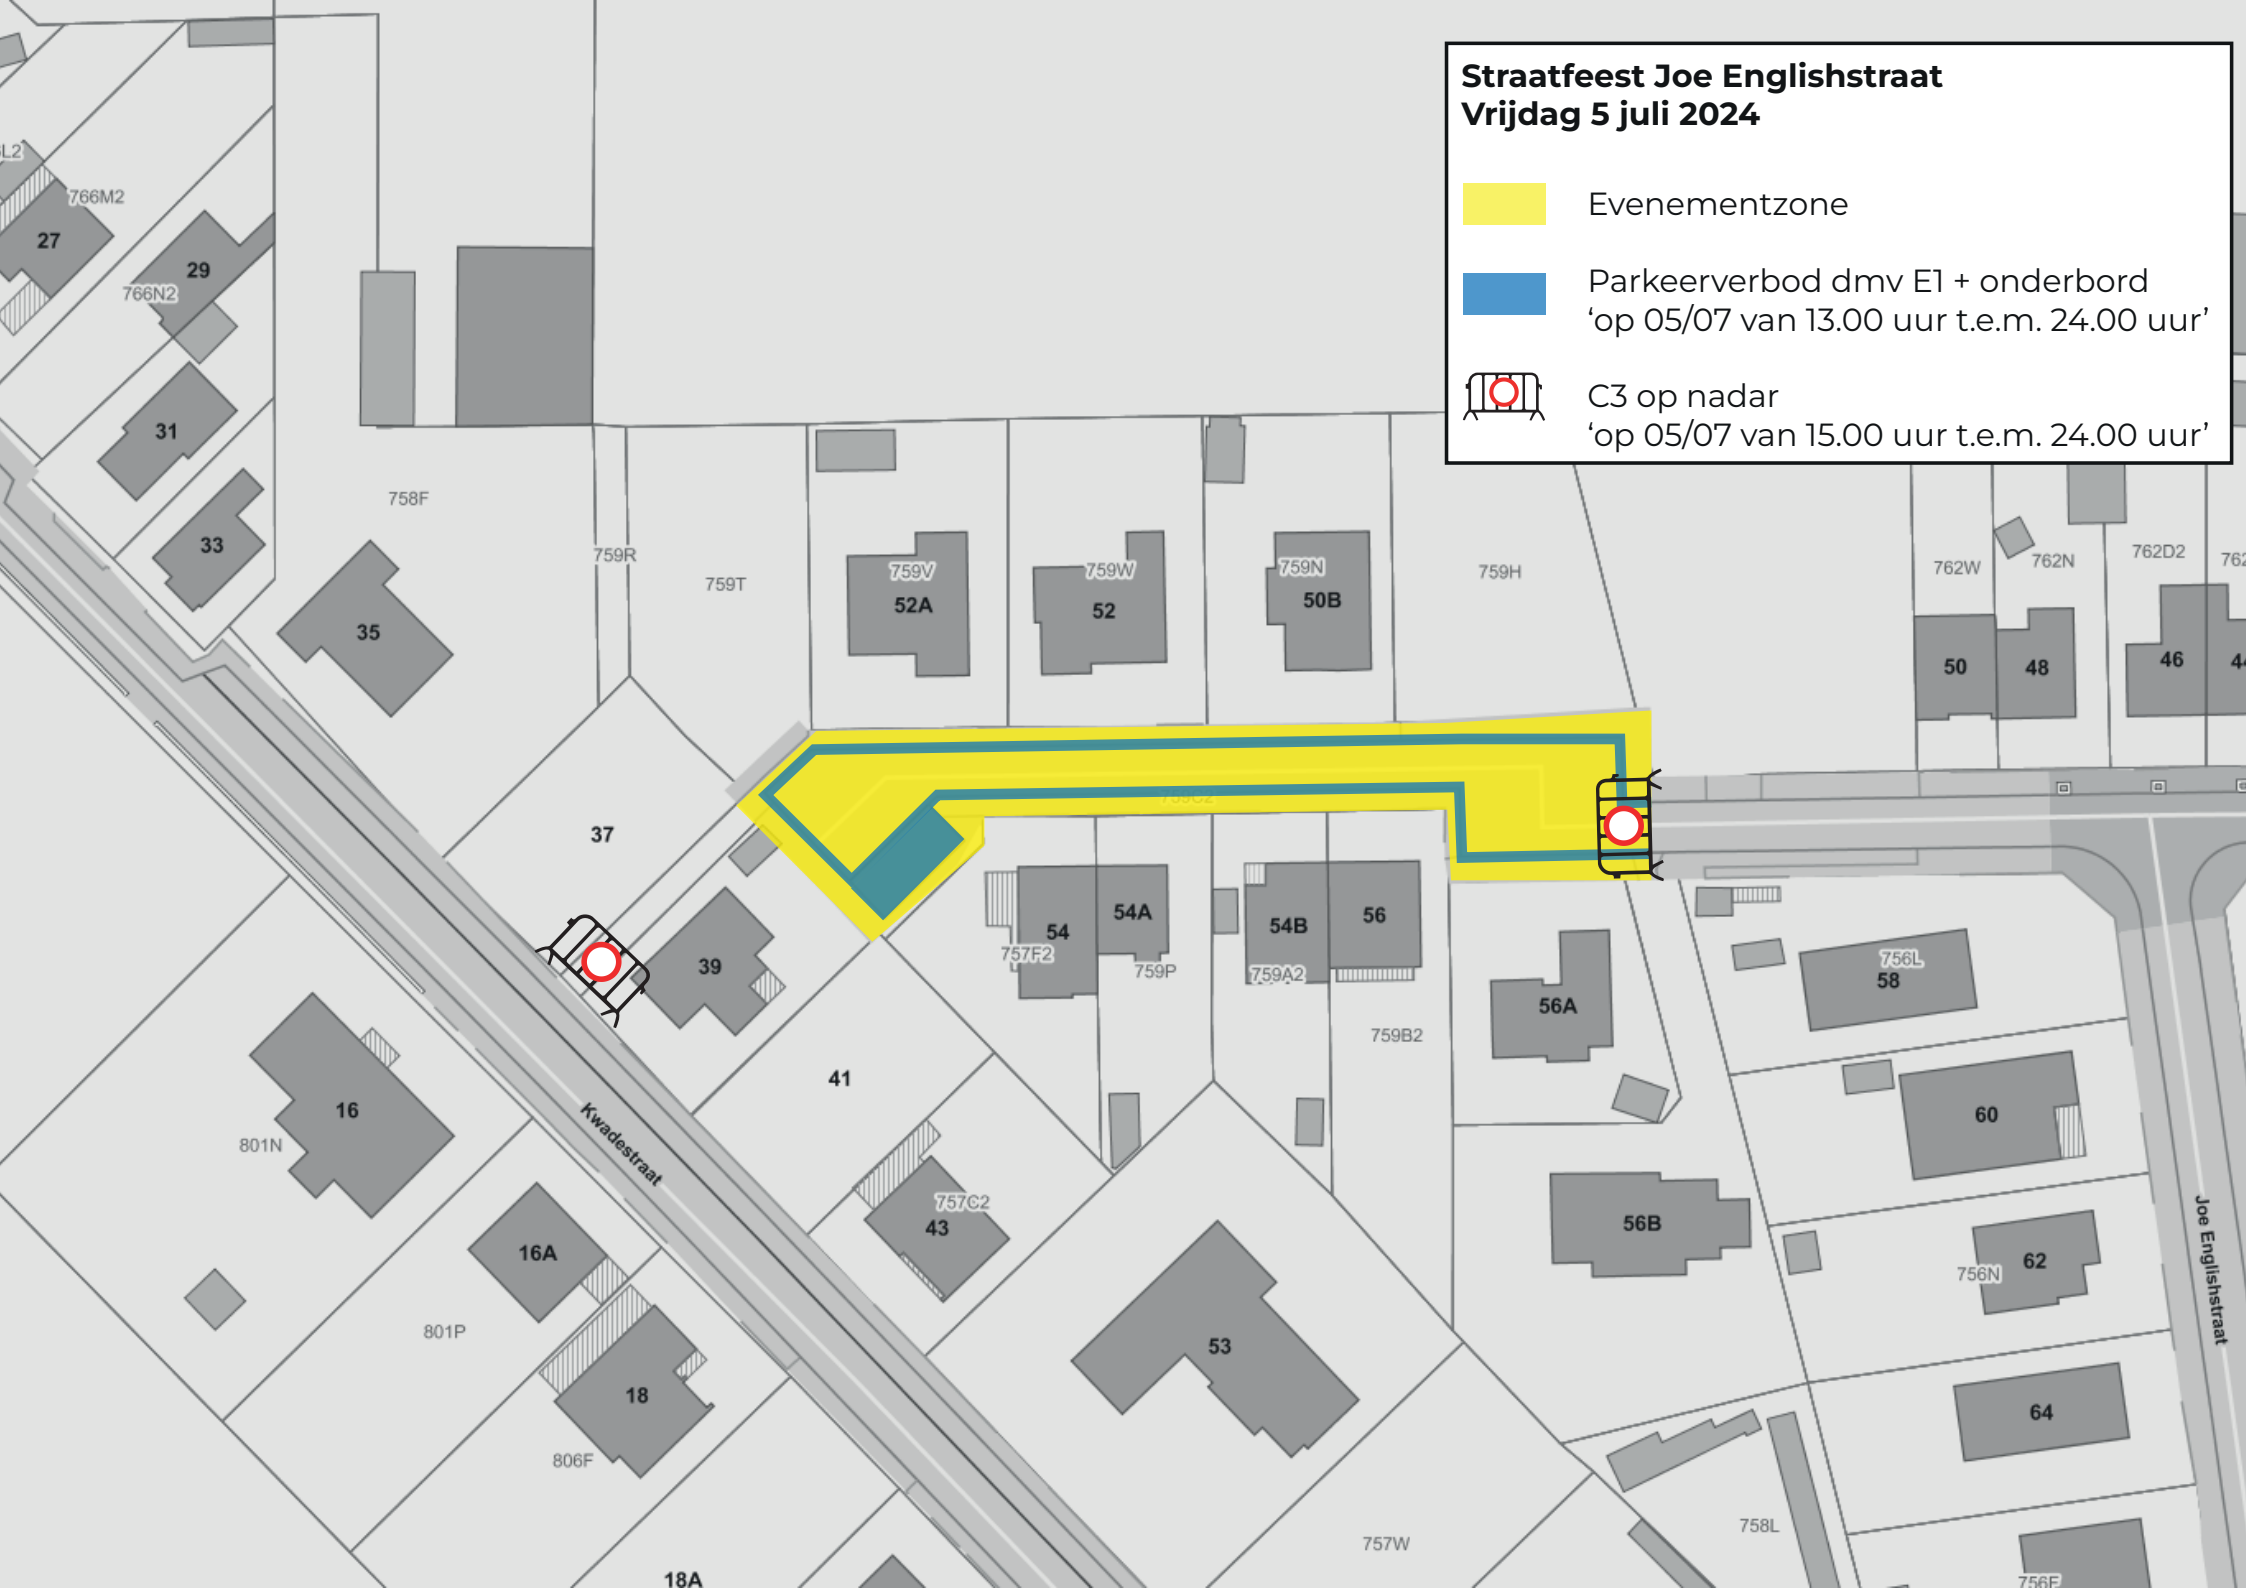 Straatfeest Joe Englishstraat
Vrijdag 5 juli 2024
Evenementzone
Parkeerverbod dmv E1 + onderbord
‘op 05/07 van 13.00 uur t.e.m. 24.00 uur’
C3 op nadar
‘op 05/07 van 15.00 uur t.e.m. 24.00 uur’
766M2
27
29
766N2
31
33
758F
35
759R
759T
759V
52A
759W
52
759N
50B
759H
762W
762N
762D2
50
48
46
37
39
54
757F2
54A
759P
54B
759A2
56
759B2
56A
756L
58
60
56B
756N
62
64
Joe Englishstraat
16
801N
41
Kwadestraat
757C2
43
16A
801P
18
806F
53
18A
757W
758L